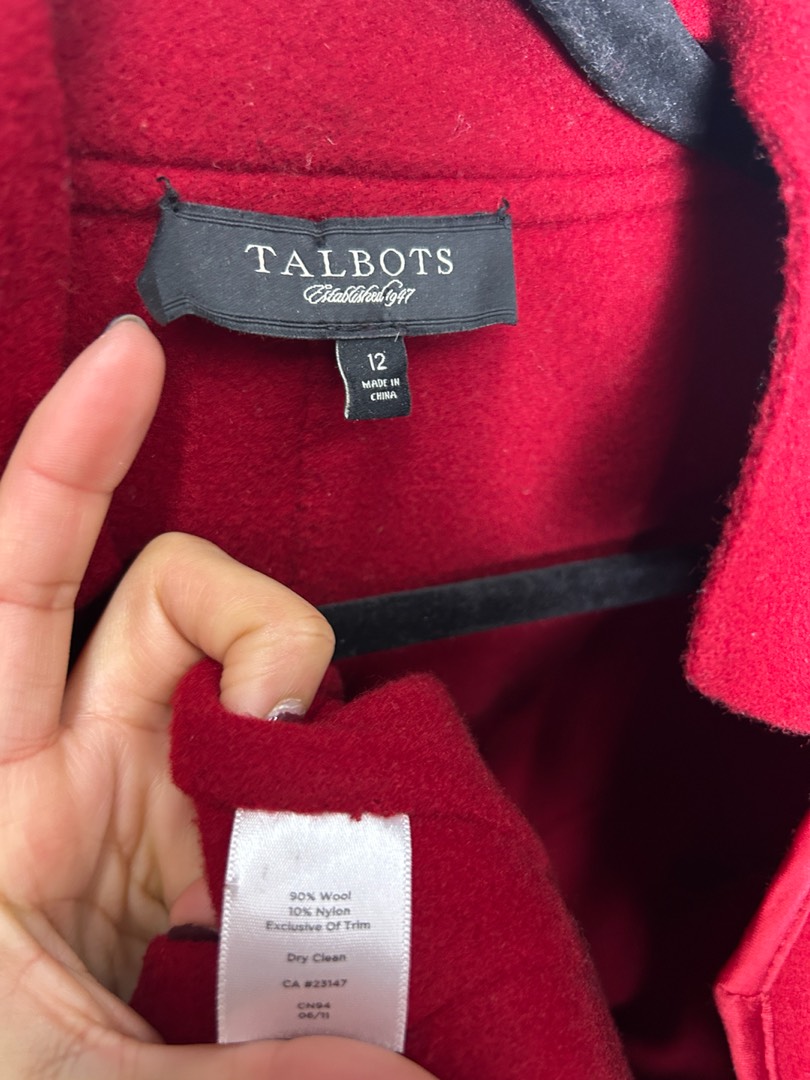 TALBOTS
Established 1947
12
MADE IN
CHINA
90% Wool
10% Nylon
Exclusive Of Trim
Dry Clean
CA #23147
CN94
06/11